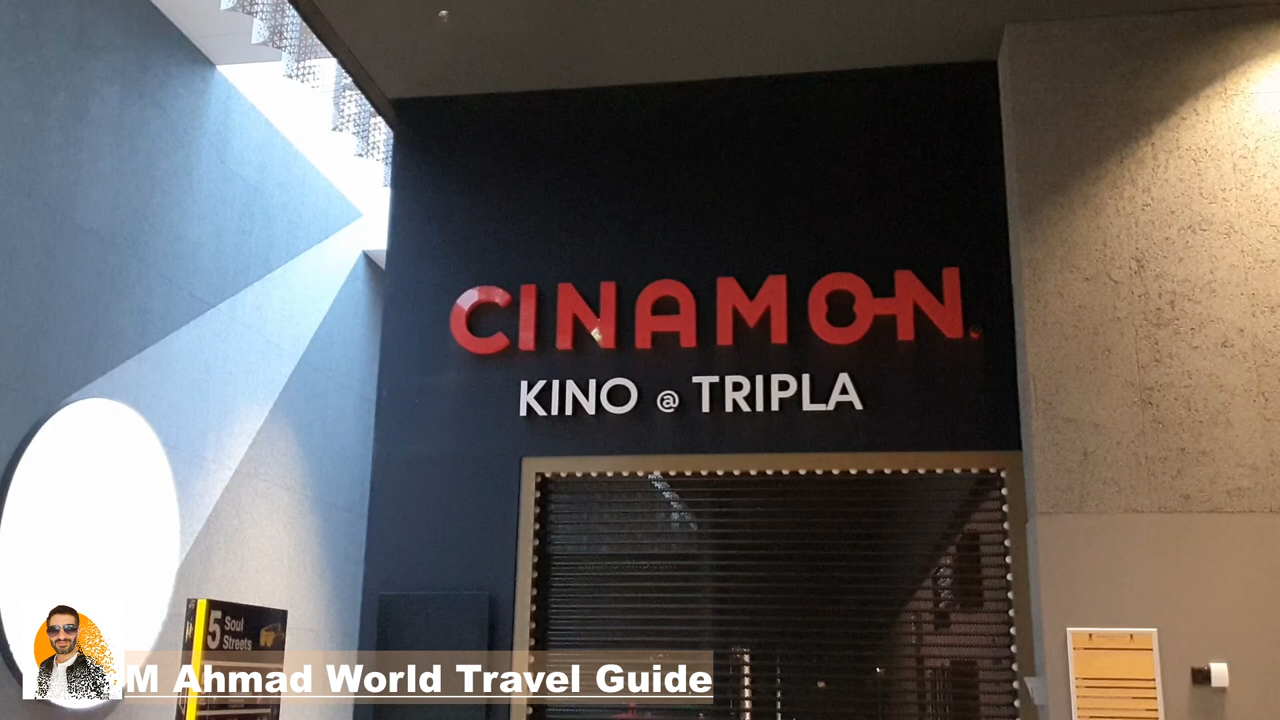 CINAMON
KINO @ TRIPLA
5 Soul
Streets
M Ahmad World Travel Guide